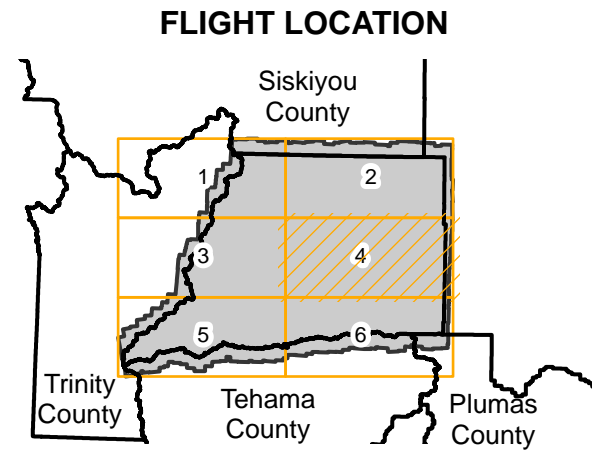 FLIGHT LOCATION
Siskiyou
County
1
2
3
4
5
6
Trinity
County
Tehama
County
Plumas
County